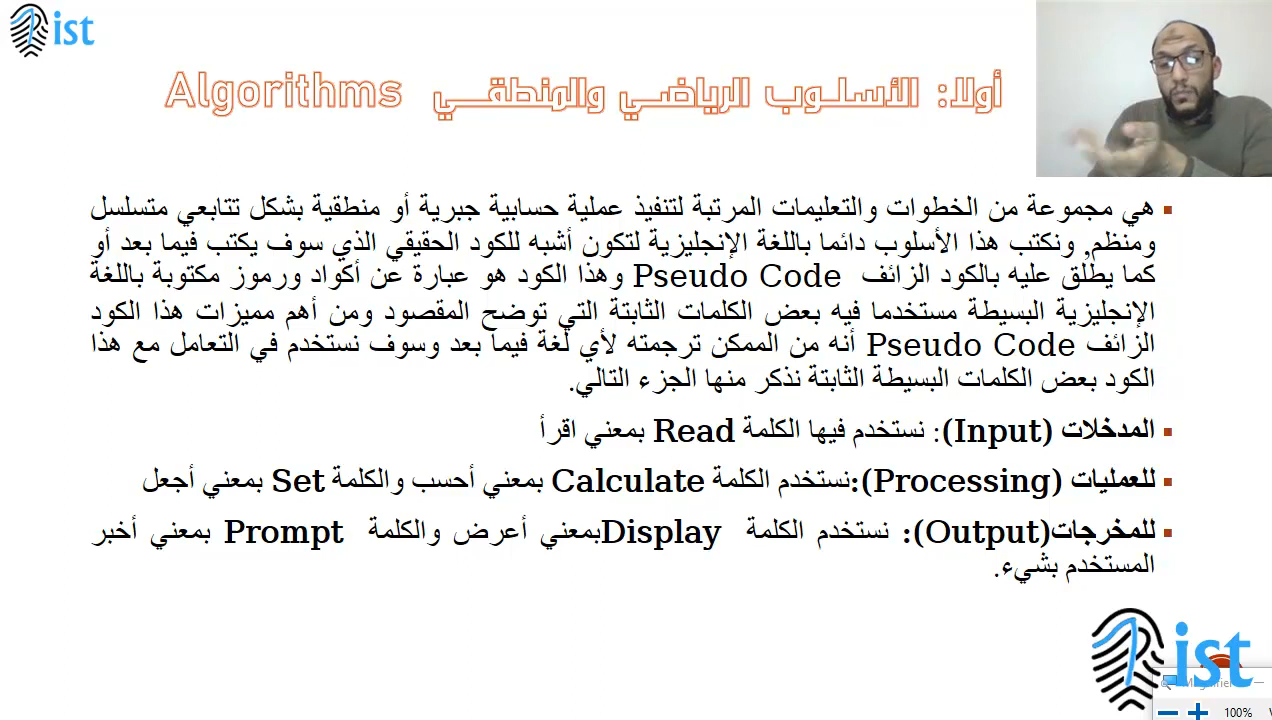 1ist
أولا: الأسلوب الرياضي والمنطقي Algorithms
هي مجموعة من الخطوات والتعليمات المرتبة لتنفيذ عملية حسابية جبرية أو منطقية بشكل تتابعي متسلسل
ومنظم, ونكتب هذا الأسلوب دائما باللغة الإنجليزية لتكون أشبه للكود الحقيقي الذي سوف يكتب فيما بعد أو
كما يطلق عليه بالكود الزائف Pseudo Code وهذا الكود هو عبارة عن أكواد ورموز مكتوبة باللغة
الإنجليزية البسيطة مستخدما فيه بعض الكلمات الثابتة التي توضح المقصود ومن أهم مميزات هذا الكود
الزائف Pseudo Code أنه من الممكن ترجمته لأي لغة فيما بعد وسوف نستخدم في التعامل مع هذا
الكود بعض الكلمات البسيطة الثابتة نذكر منها الجزء التالي.
المدخلات (Input): نستخدم فيها الكلمة Read بمعني اقرأ
للعمليات (Processing):نستخدم الكلمة Calculate بمعني أحسب والكلمة Set بمعني أجعل
للمخرجات(Output): نستخدم الكلمة Displayبمعني أعرض والكلمة Prompt بمعني أخبر
المستخدم بشيء.
1ist
Magnifier
100%